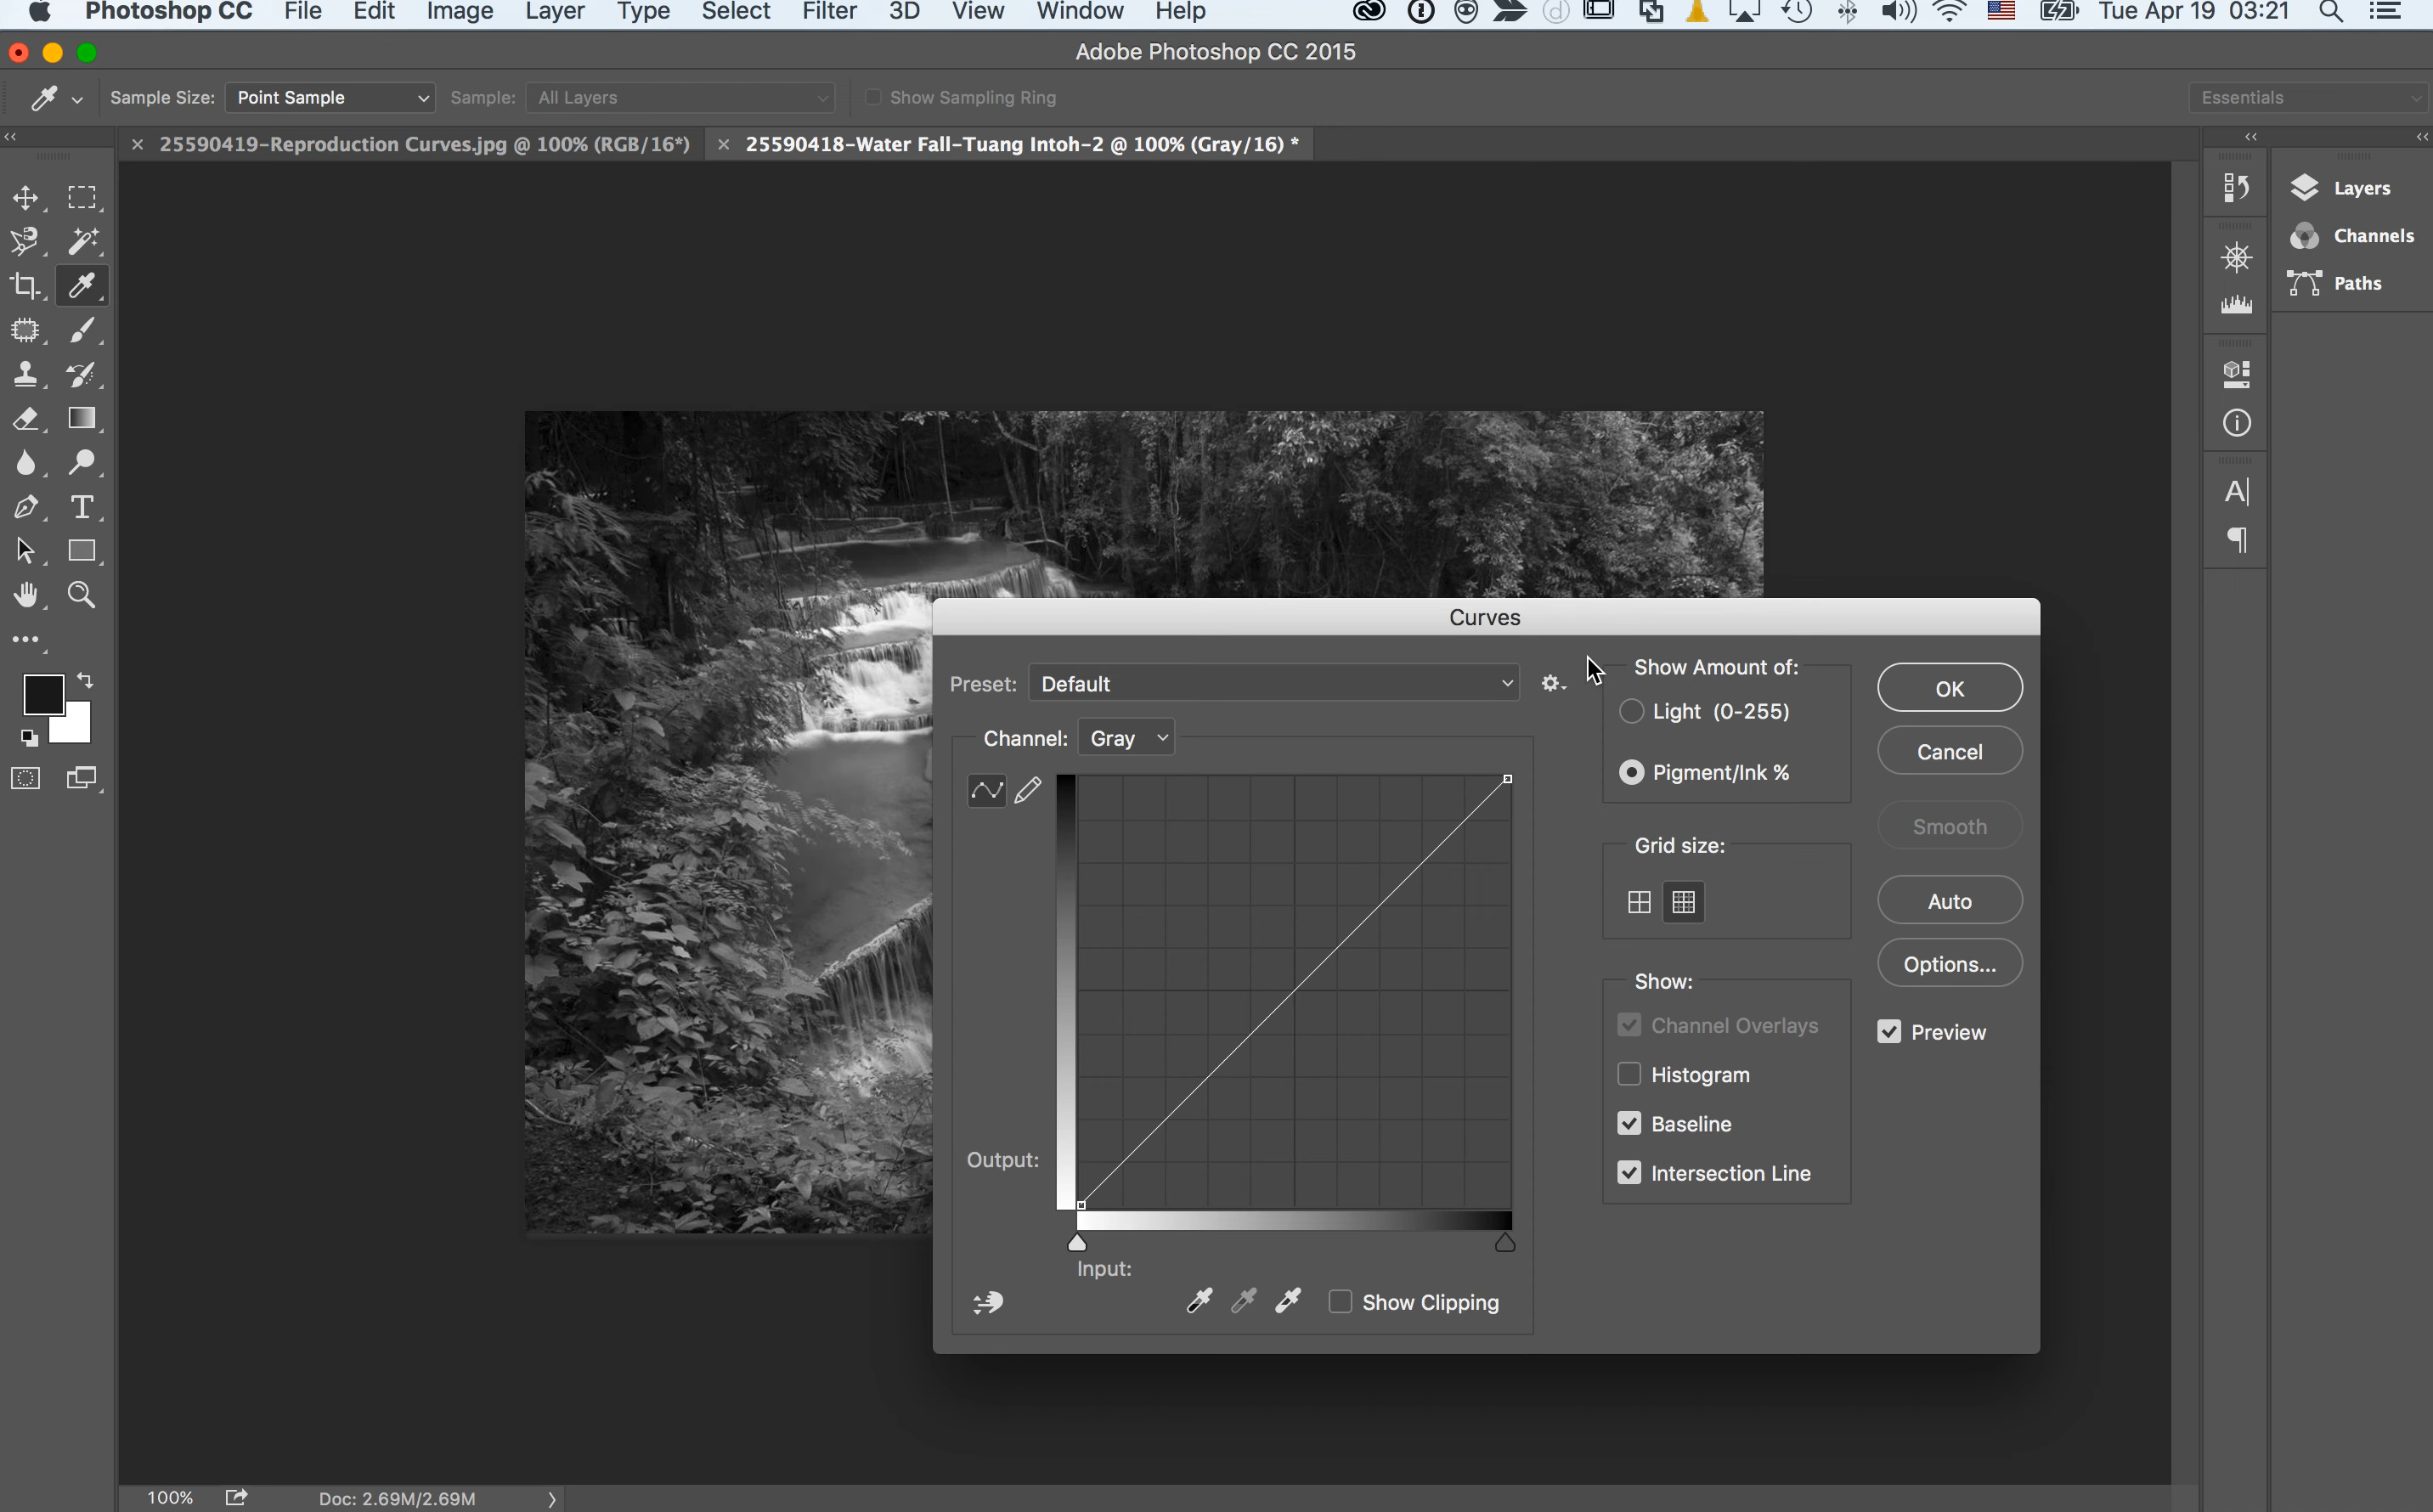 Photoshop CC File Edit Image Layer Type Select Filter 3D View Window Help Tue Apr 19 03:21
Adobe Photoshop CC 2015
Sample Size: Point Sample Sample: All Layers Show Sampling Ring Essentials
25590419-Reproduction Curves.jpg @ 100% (RGB/16*) 25590418-Water Fall-Tuang Intoh-2 @ 100% (Gray/16) *
Layers
Channels
Paths
Curves
Preset: Default
Channel: Gray
Output:
Input:
Show Clipping
Show Amount of:
Light (0-255)
Pigment/Ink %
Grid size:
Show:
Channel Overlays
Histogram
Baseline
Intersection Line
OK
Cancel
Smooth
Auto
Options...
Preview
100% Doc: 2.69M/2.69M